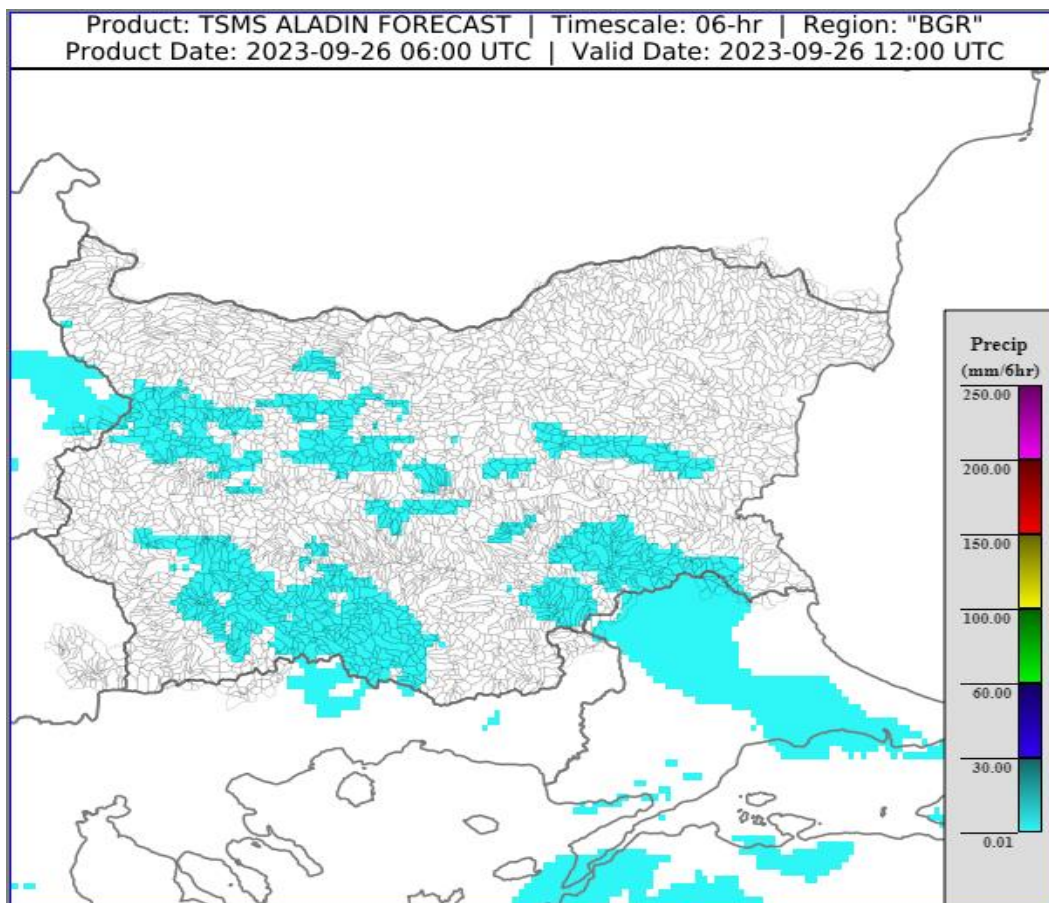 Product: TSMS ALADIN FORECAST | Timescale: 06-hr | Region: "BGR"
Product Date: 2023-09-26 06:00 UTC | Valid Date: 2023-09-26 12:00 UTC
Precip
(mm/6hr)
250.00
200.00
150.00
100.00
60.00
30.00
0.01